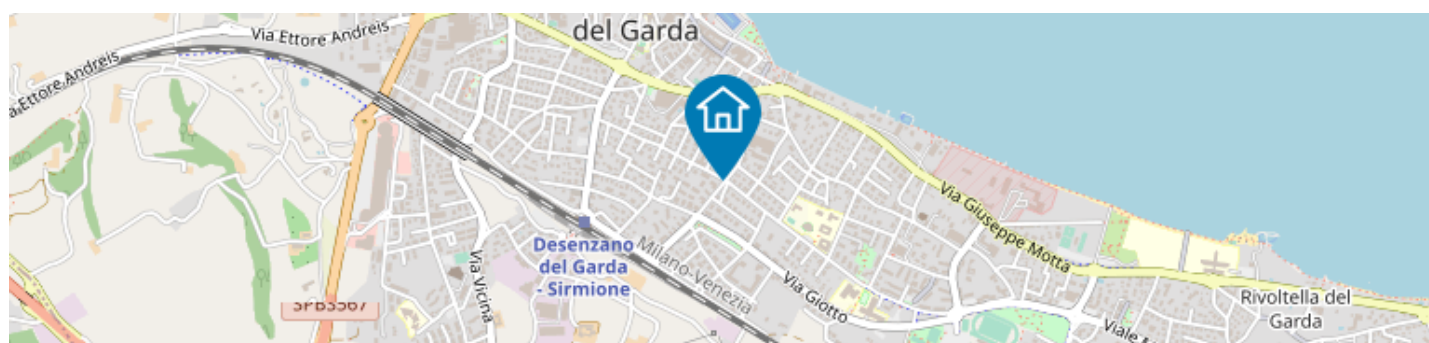 del Garda
Via Ettore Andreis
Via Ettore Andreis
Via Giuseppe Motta
Desenzano
del Garda
- Sirmione
Milano-Venezia
Via Vicina
Via Giotto
SPB3567
Rivoltella del
Garda
Viale